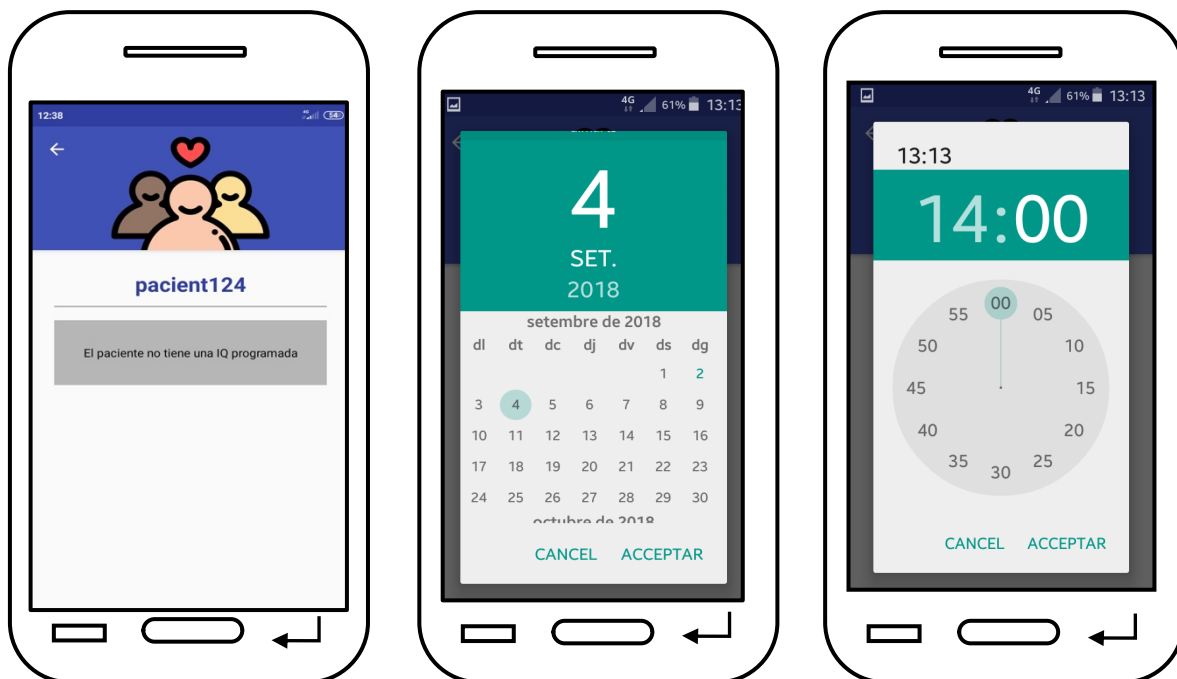 12:38
4G
54
pacient124
El paciente no tiene una IQ programada
4G 61% 13:13
4
SET.
2018
setembre de 2018
dl dt dc dj dv ds dg
1 2
3 4 5 6 7 8 9
10 11 12 13 14 15 16
17 18 19 20 21 22 23
24 25 26 27 28 29 30
octubre de 2018
CANCEL ACCEPTAR
4G 61% 13:13
13:13
14:00
00
55 05
50 10
45 15
40 20
35 25
30
CANCEL ACCEPTAR